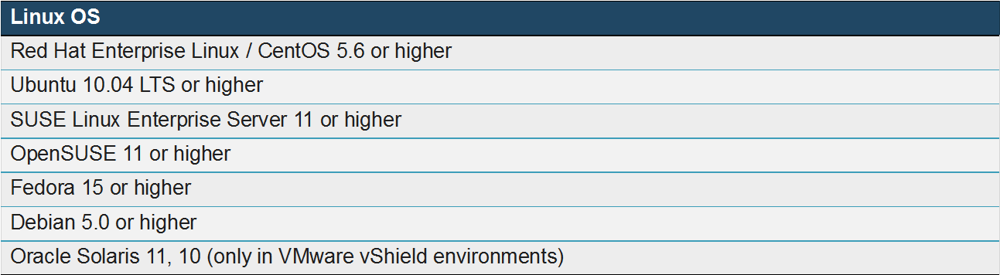 Linux OS
Red Hat Enterprise Linux / CentOS 5.6 or higher
Ubuntu 10.04 LTS or higher
SUSE Linux Enterprise Server 11 or higher
OpenSUSE 11 or higher
Fedora 15 or higher
Debian 5.0 or higher
Oracle Solaris 11, 10 (only in VMware vShield environments)